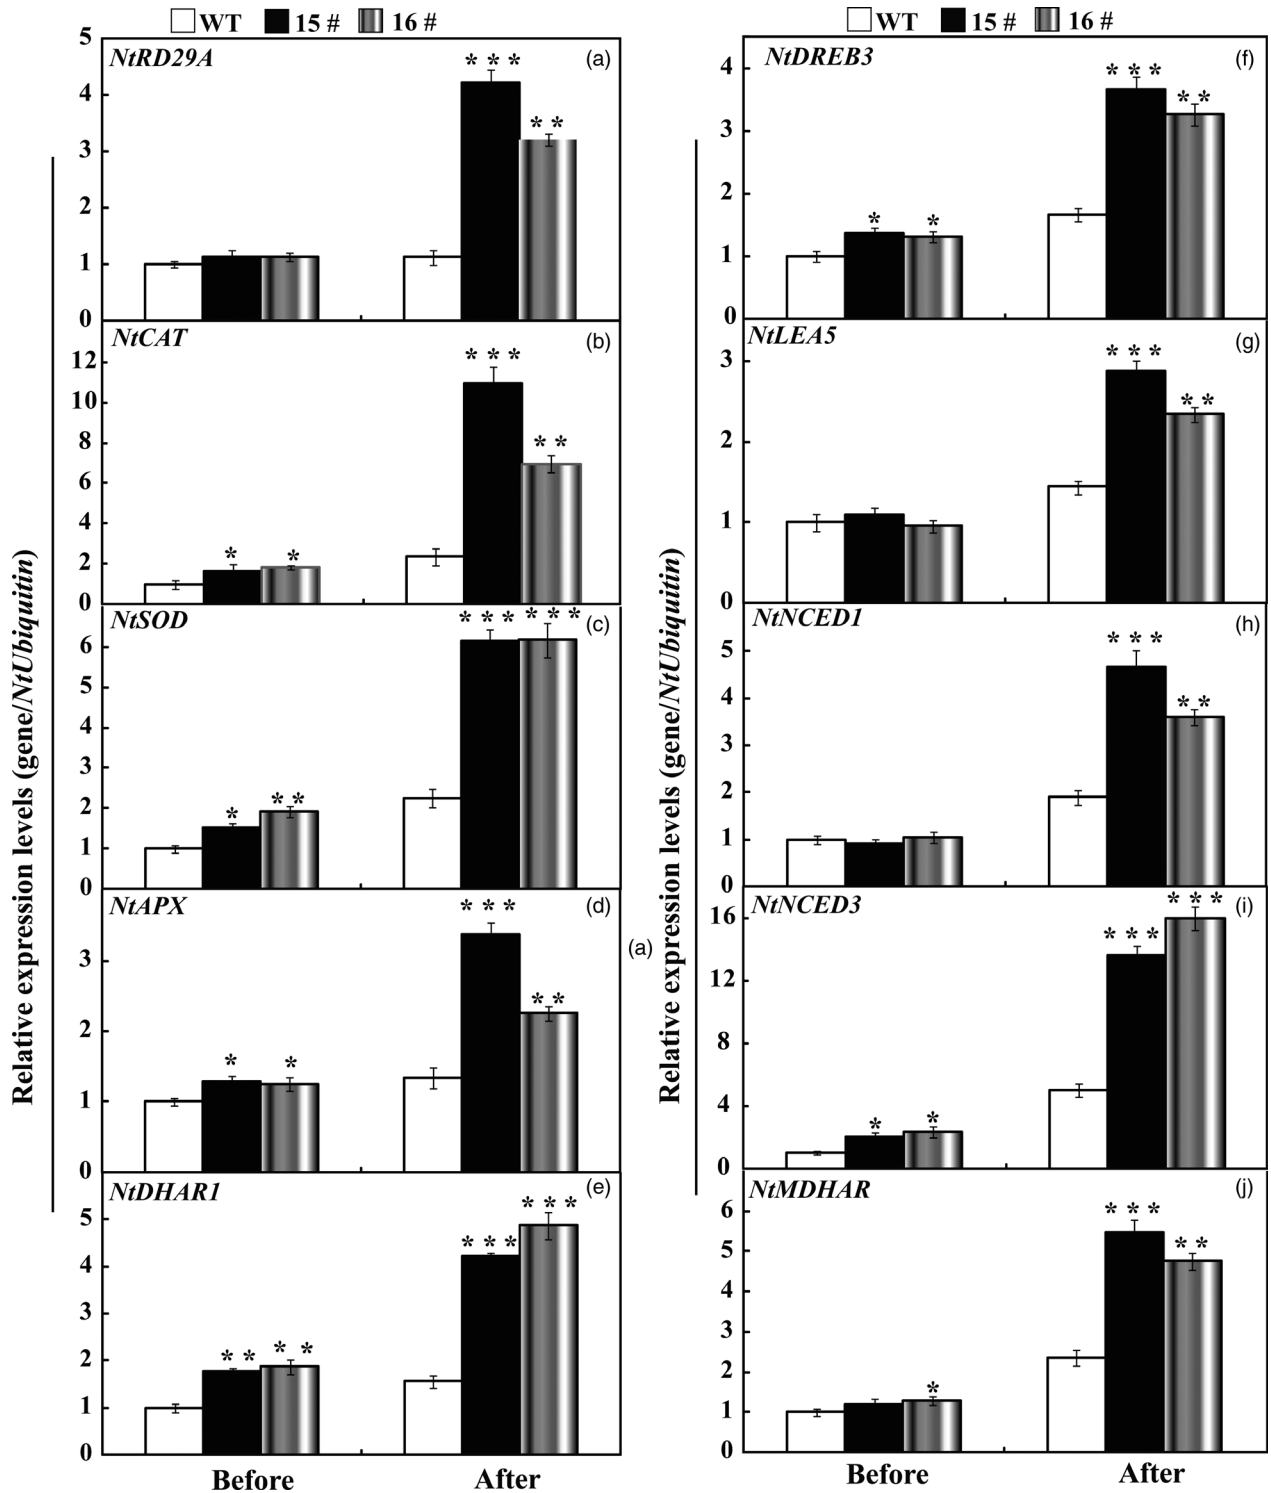 WT 15 # 16 #
Relative expression levels (gene/NtUbiquitin)
NtRD29A (a)
5
4
3
2
1
0
* * *
* *
NtCAT (b)
12
10
8
6
4
2
0
* * *
* *
* *
NtSOD (c)
6
5
4
3
2
1
0
* * * * * *
* * *
NtAPX (d)
3
2
1
0
* * *
* *
* *
NtDHAR1 (e)
5
4
3
2
1
0
* * *
* * *
* * * *
Before After
(a)
WT 15 # 16 #
Relative expression levels (gene/NtUbiquitin)
NtDREB3 (f)
4
3
2
1
0
* * *
* *
* *
NtLEA5 (g)
3
2
1
0
* * *
* *
NtNCED1 (h)
5
4
3
2
1
0
* * *
* *
NtNCED3 (i)
16
12
8
4
0
* * *
* * *
* *
NtMDHAR (j)
6
5
4
3
2
1
0
* * *
* *
*
Before After